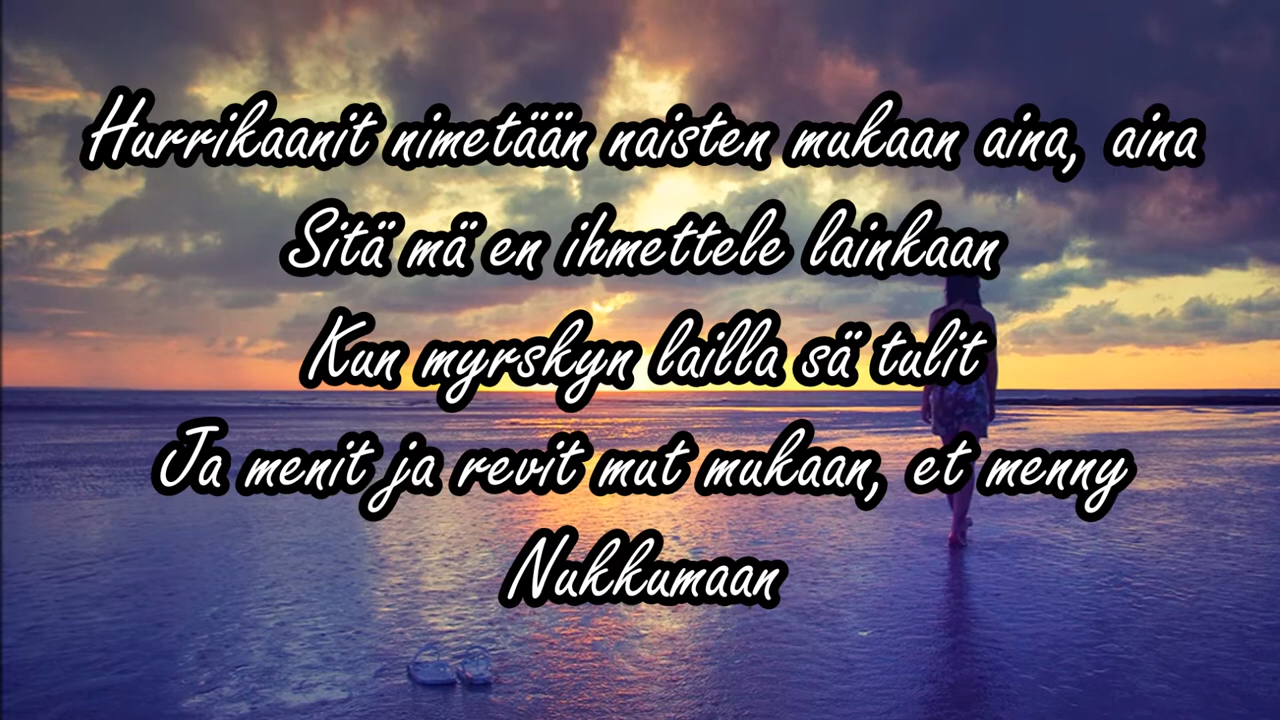 Hurrikaanit nimetään naisten mukaan aina, aina
Sitä mä en ihmettele lainkaan
Kun myrskyn lailla sä tulit
Ja menit ja revit mut mukaan, et menny
Nukkumaan